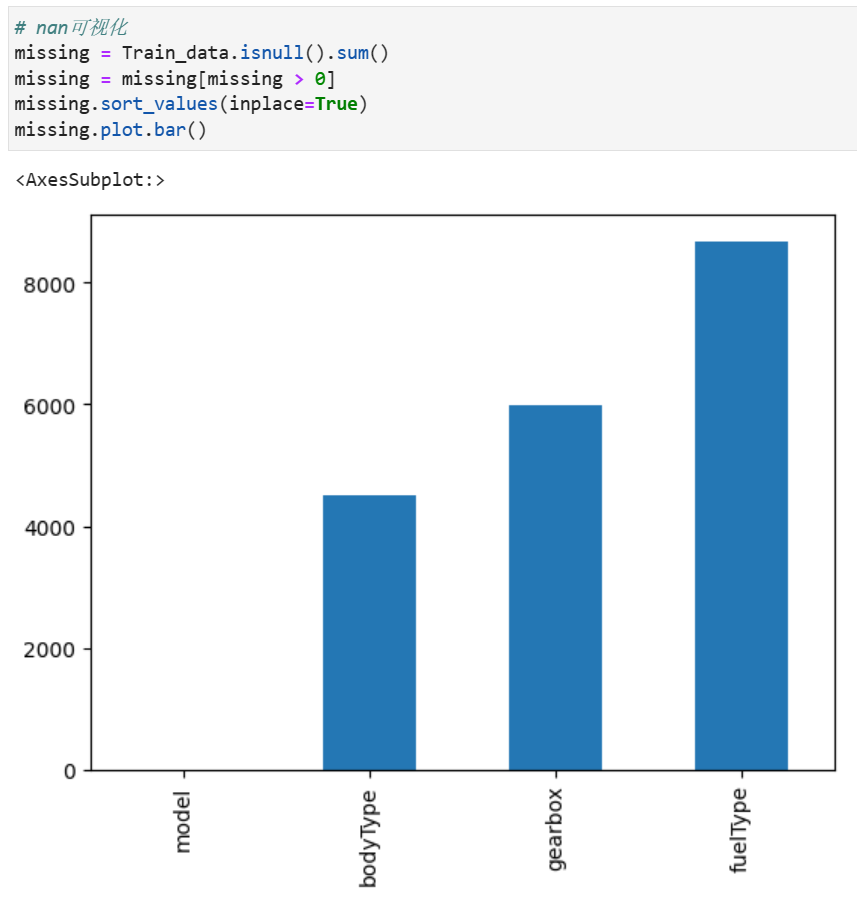 # nan可视化
missing = Train_data.isnull().sum()
missing = missing[missing > 0]
missing.sort_values(inplace=True)
missing.plot.bar()
<AxesSubplot:>
8000
6000
4000
2000
0
model
bodyType
gearbox
fuelType